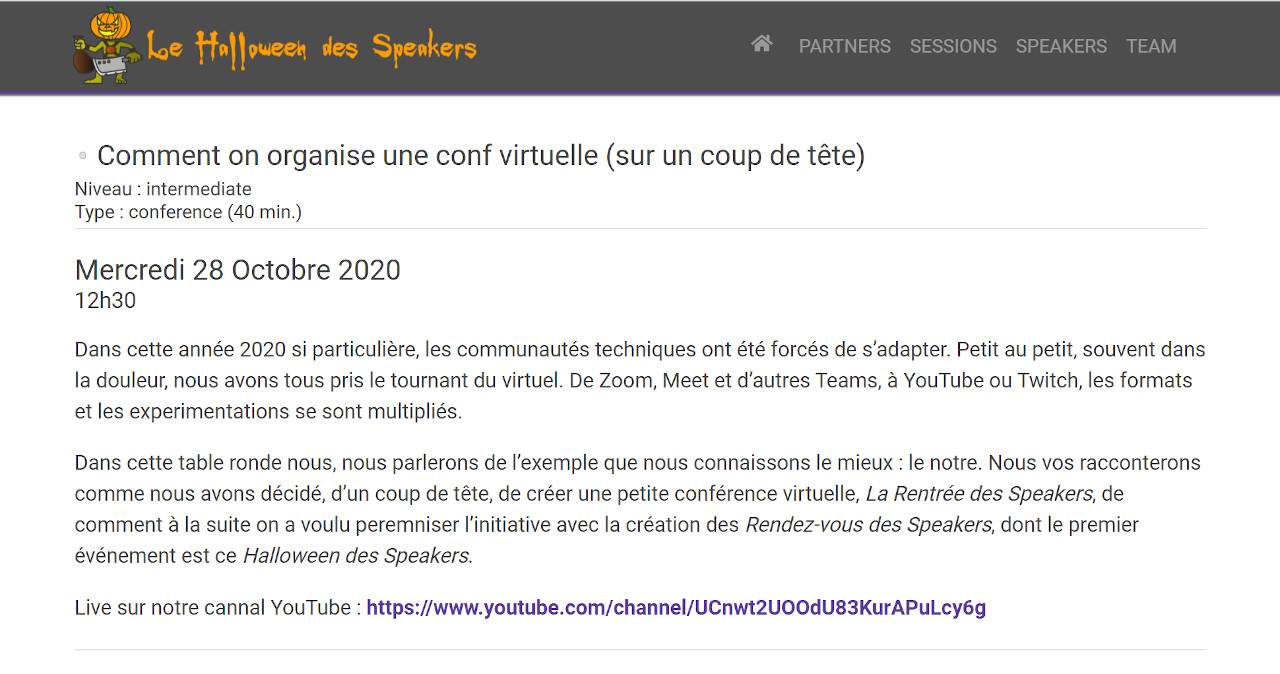 Le Halloween des Speakers
PARTNERS SESSIONS SPEAKERS TEAM
Comment on organise une conf virtuelle (sur un coup de tête)
Niveau : intermediate
Type : conference (40 min.)
Mercredi 28 Octobre 2020
12h30
Dans cette année 2020 si particulière, les communautés techniques ont été forcés de s’adapter. Petit au petit, souvent dans
la douleur, nous avons tous pris le tournant du virtuel. De Zoom, Meet et d’autres Teams, à YouTube ou Twitch, les formats
et les experimentations se sont multipliés.
Dans cette table ronde nous, nous parlerons de l’exemple que nous connaissons le mieux : le notre. Nous vos racconterons
comme nous avons décidé, d’un coup de tête, de créer une petite conférence virtuelle, La Rentrée des Speakers, de
comment à la suite on a voulu peremniser l’initiative avec la création des Rendez-vous des Speakers, dont le premier
événement est ce Halloween des Speakers.
Live sur notre cannal YouTube : https://www.youtube.com/channel/UCnwt2UOOdU83KurAPuLcy6g